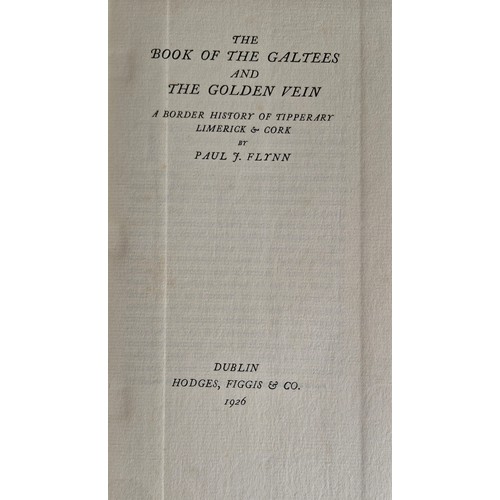 THE
BOOK OF THE GALTEES
AND
THE GOLDEN VEIN
A BORDER HISTORY OF TIPPERARY
LIMERICK & CORK
BY
PAUL J. FLYNN
DUBLIN
HODGES, FIGGIS & CO.
1926